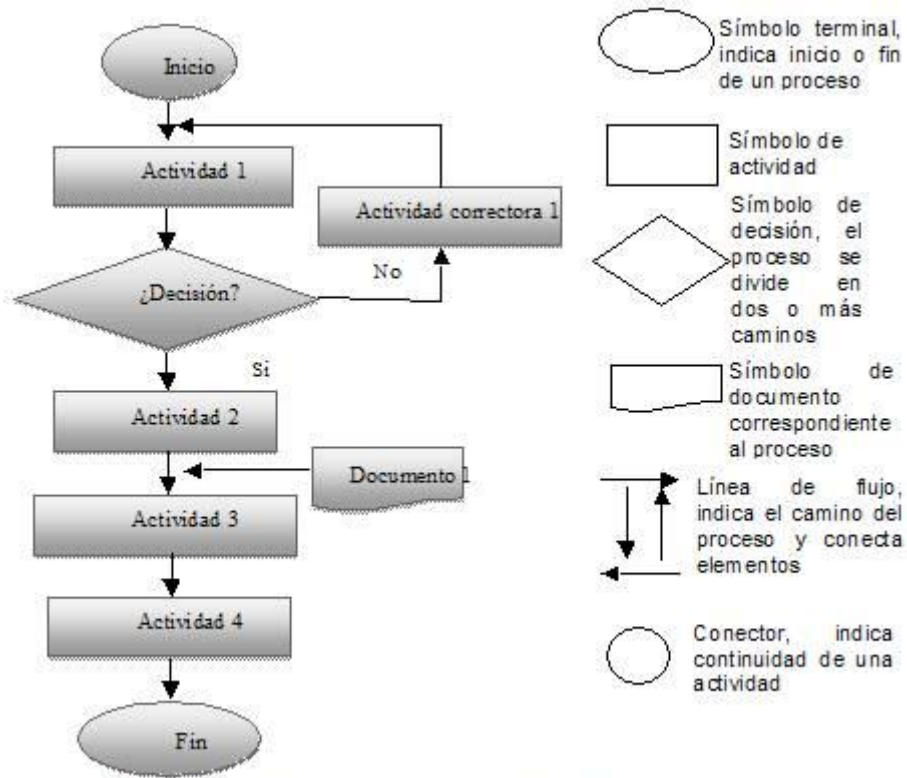 Inicio
Actividad 1
Actividad correctora 1
No
¿Decisión?
Sí
Actividad 2
Documento 1
Actividad 3
Actividad 4
Fin
Símbolo terminal,
indica inicio o fin
de un proceso
Símbolo de
actividad
Símbolo de
decisión, el
proceso se
divide en
dos o más
caminos
Símbolo de
documento
correspondiente
al proceso
Línea de flujo,
indica el camino del
proceso y conecta
elementos
Conector, indica
continuidad de una
actividad